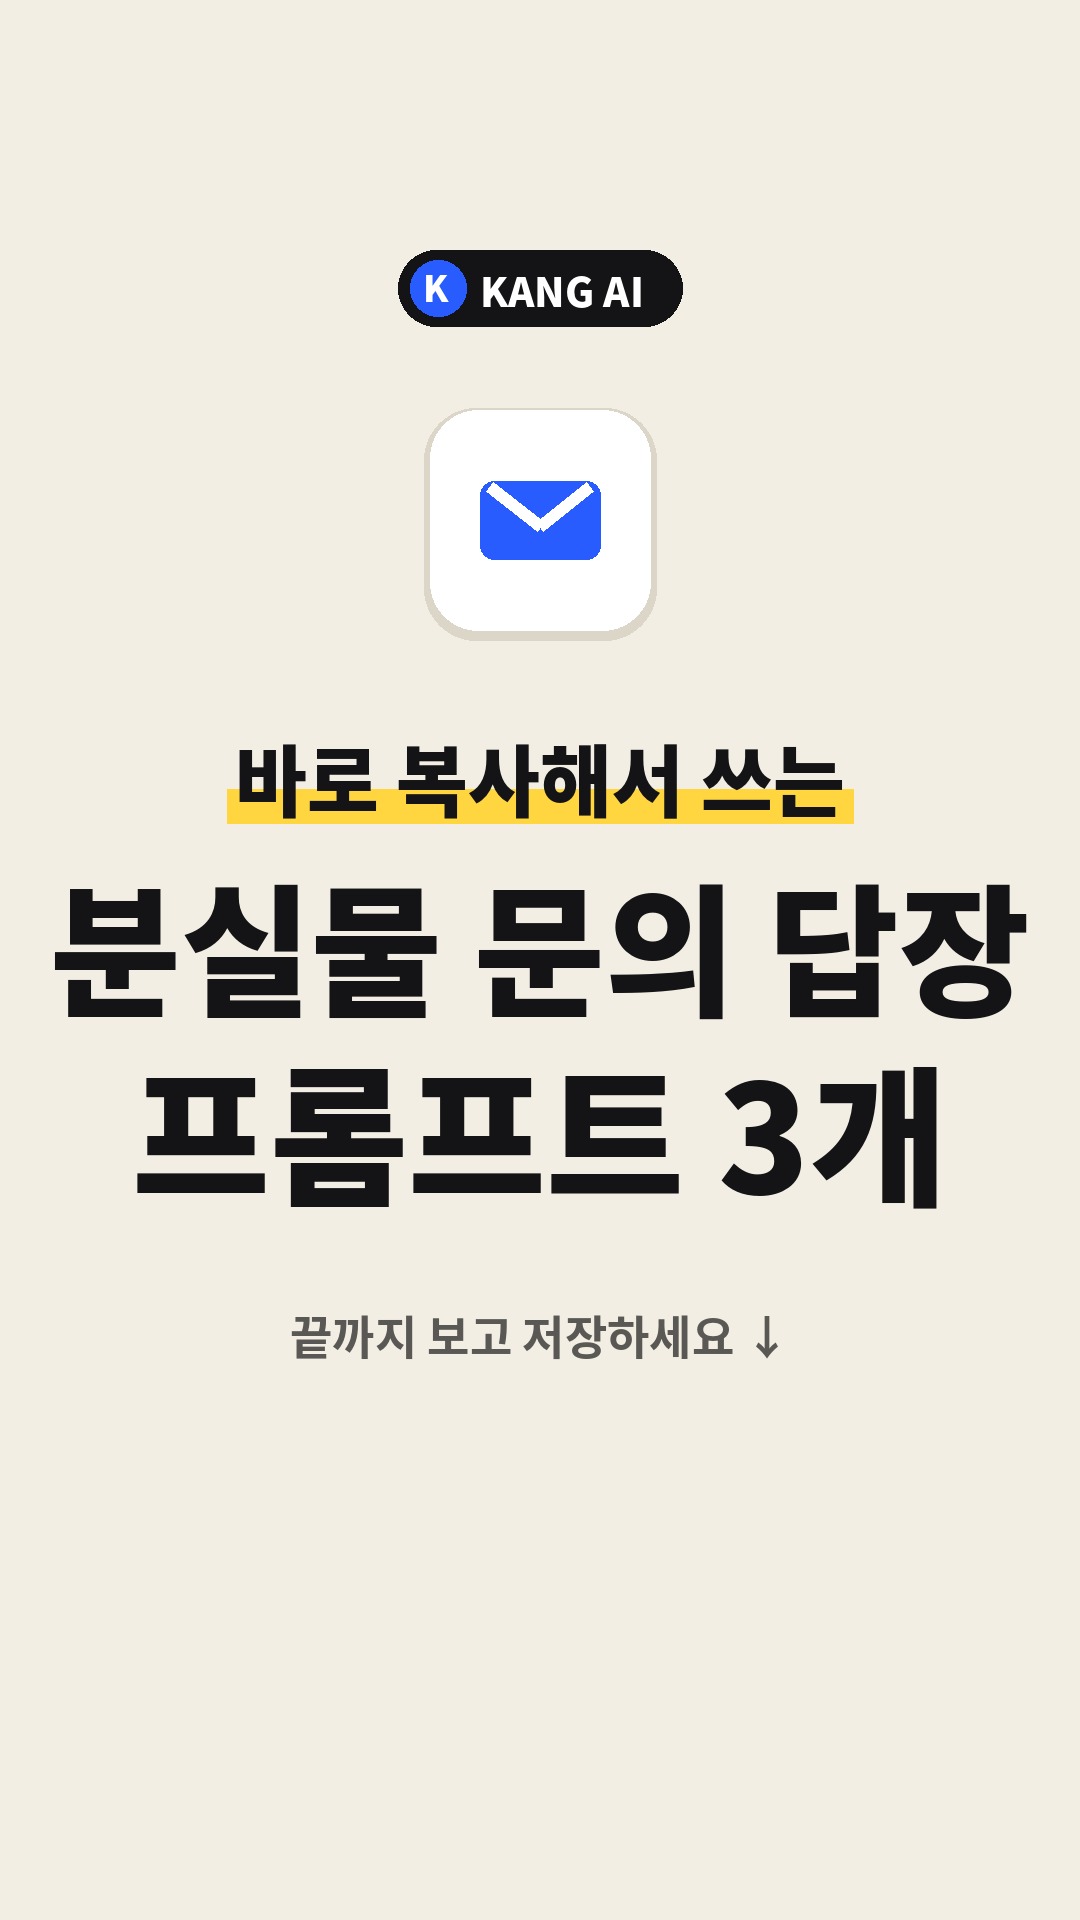 K KANG AI
바로 복사해서 쓰는
분실물 문의 답장
프롬프트 3개
끝까지 보고 저장하세요 ↓